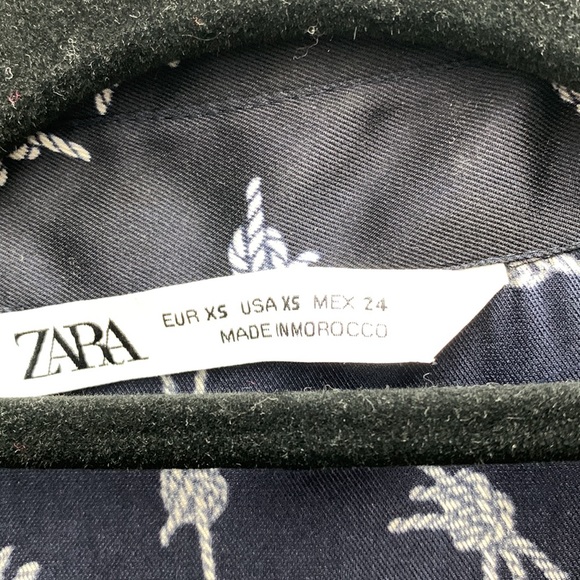 ZARA
EUR XS USA XS MEX 24
MADE IN MOROCCO